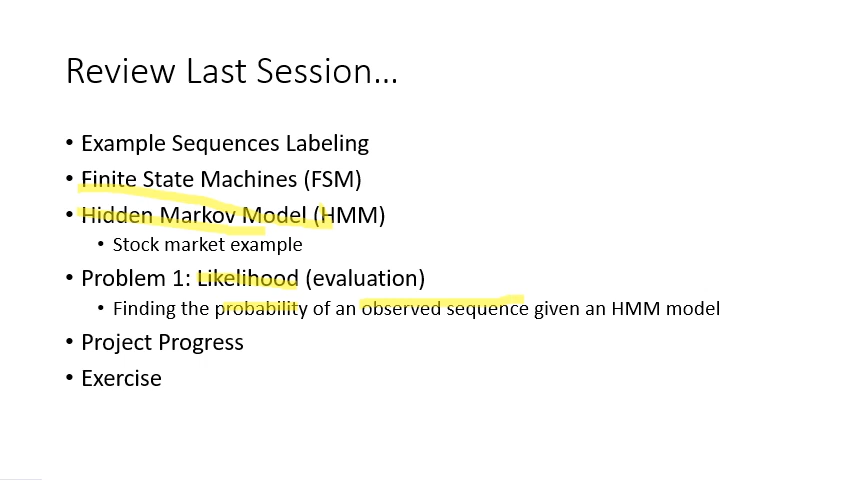 Review Last Session...
• Example Sequences Labeling
• Finite State Machines (FSM)
• Hidden Markov Model (HMM)
• Stock market example
• Problem 1: Likelihood (evaluation)
• Finding the probability of an observed sequence given an HMM model
• Project Progress
• Exercise